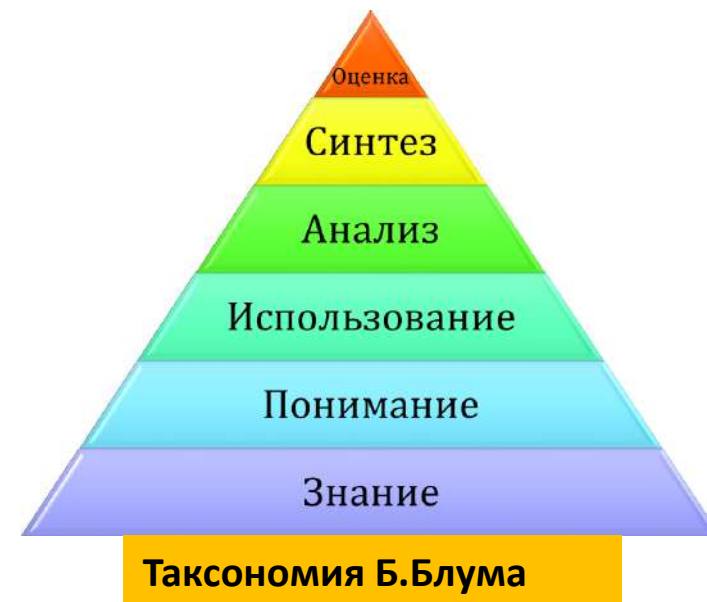 Оценка
Синтез
Анализ
Использование
Понимание
Знание
Таксономия Б.Блума